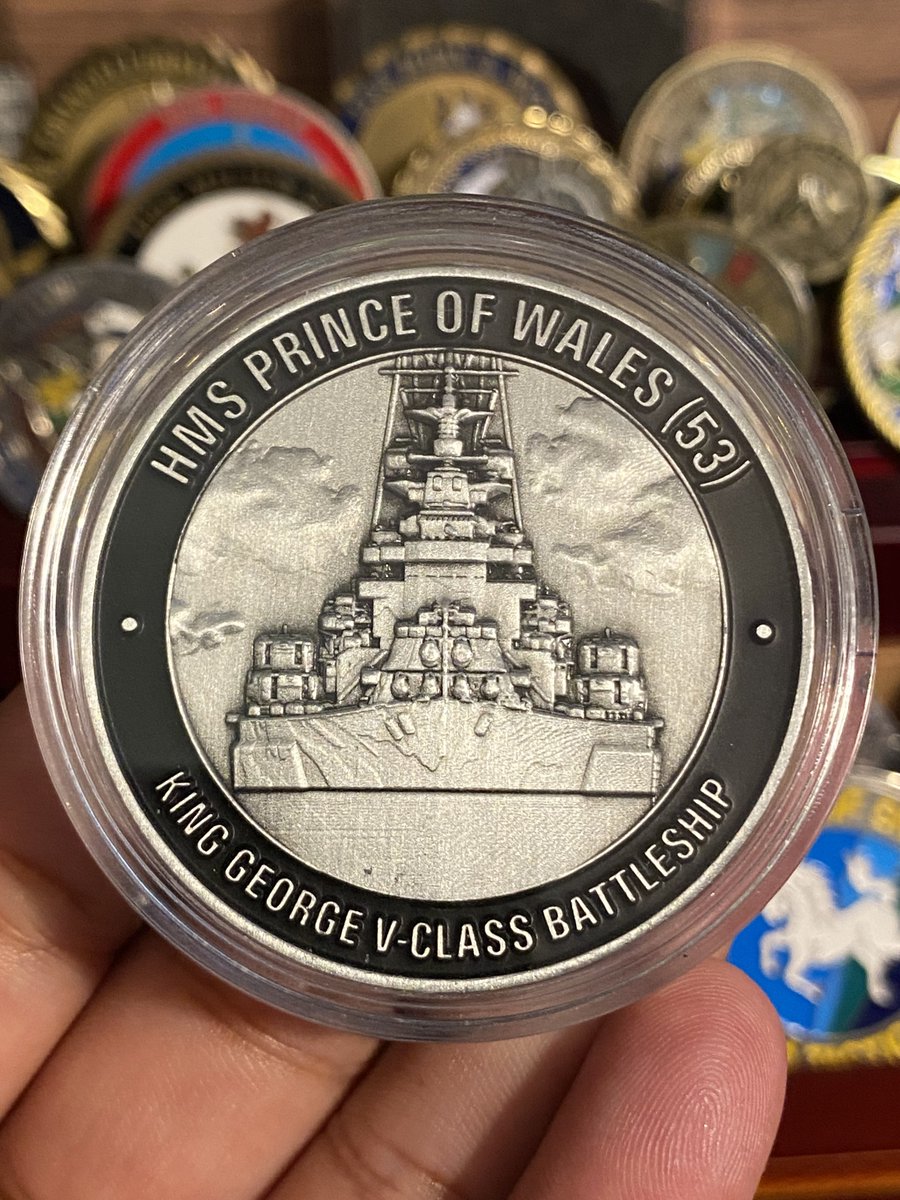 HMS PRINCE OF WALES (53)
KING GEORGE V-CLASS BATTLESHIP